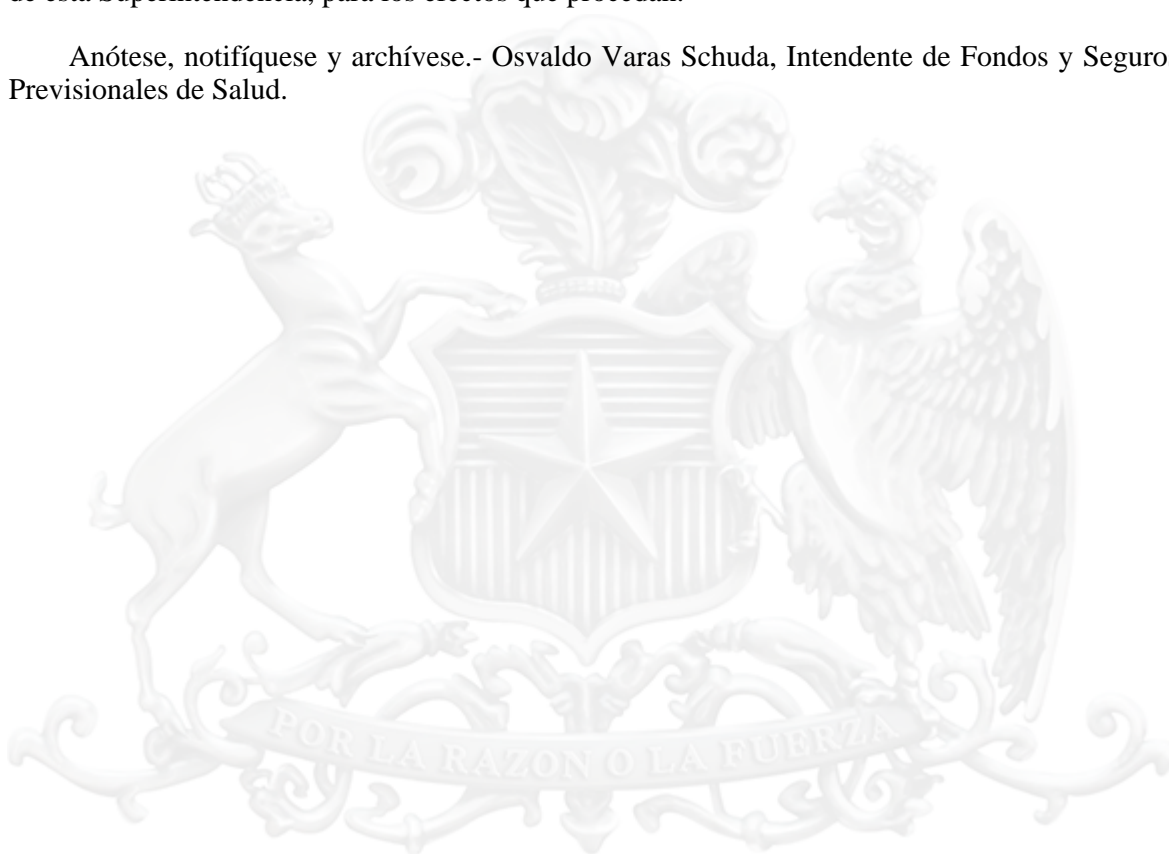 de esta Superintendencia, para los efectos que procedan.
Anótese, notifíquese y archívese.- Osvaldo Varas Schuda, Intendente de Fondos y Seguro
Previsionales de Salud.
POR LA RAZON O LA FUERZA